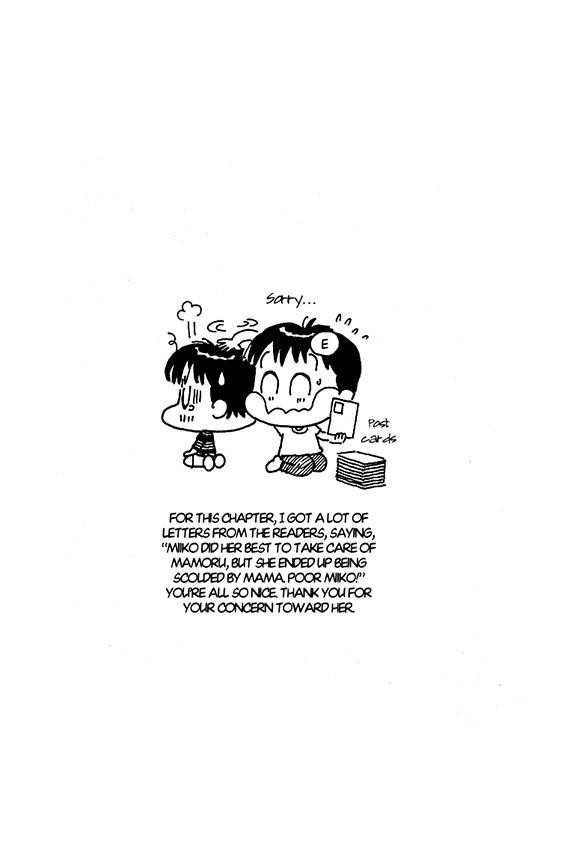 Sorry...
E
Post
cards
FOR THIS CHAPTER, I GOT A LOT OF
LETTERS FROM THE READERS, SAYING,
"MIIKO DID HER BEST TO TAKE CARE OF
MAMORU, BUT SHE ENDED UP BEING
SCOLDED BY MAMA. POOR MIIKO!"
YOU'RE ALL SO NICE. THANK YOU FOR
YOUR CONCERN TOWARD HER.